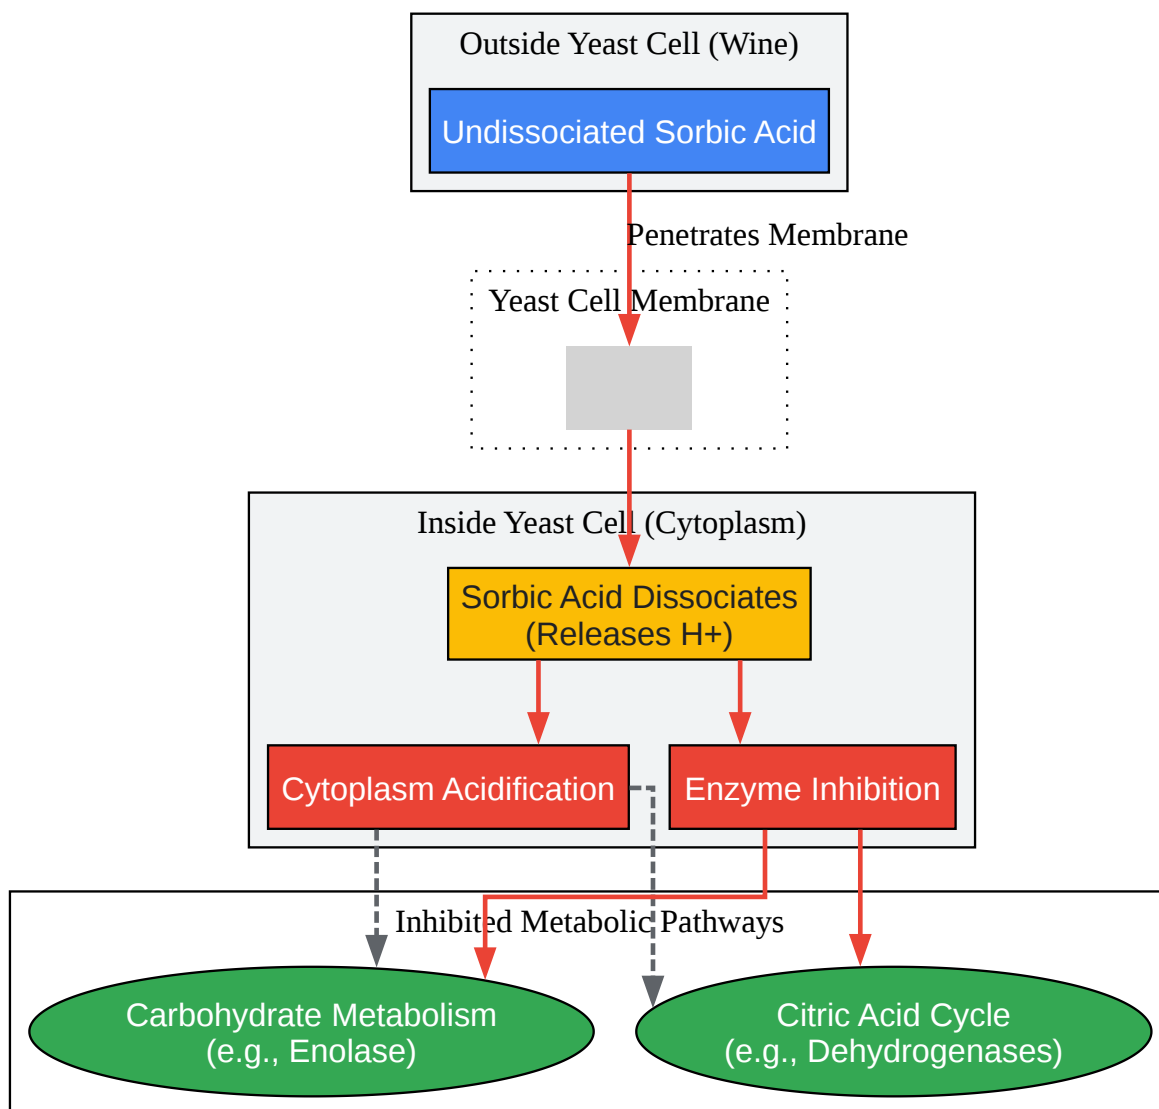 Outside Yeast Cell (Wine)
Undissociated Sorbic Acid
Penetrates Membrane
Yeast Cell Membrane
Inside Yeast Cell (Cytoplasm)
Sorbic Acid Dissociates
(Releases H+)
Cytoplasm Acidification
Enzyme Inhibition
Inhibited Metabolic Pathways
Carbohydrate Metabolism
(e.g., Enolase)
Citric Acid Cycle
(e.g., Dehydrogenases)